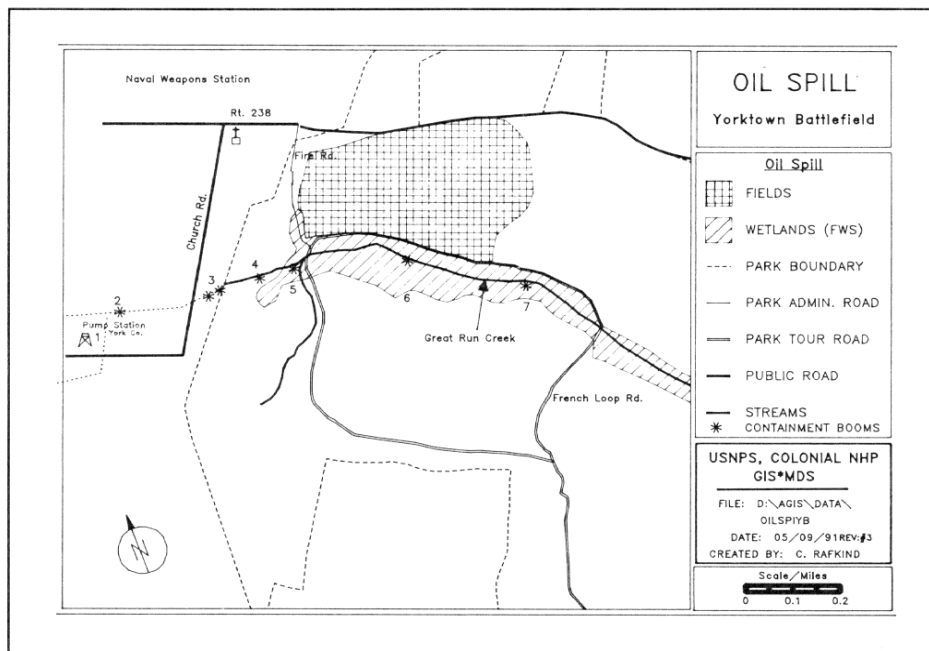 Naval Weapons Station
Rt. 238
Fire Rd.
Church Rd.
4
3
5
2
6
7
Pump Station
York Co.
1
Great Run Creek
French Loop Rd.
N
OIL SPILL
Yorktown Battlefield
Oil Spill
FIELDS
WETLANDS (FWS)
PARK BOUNDARY
PARK ADMIN. ROAD
PARK TOUR ROAD
PUBLIC ROAD
STREAMS
CONTAINMENT BOOMS
USNPS, COLONIAL NHP
GIS*MDS
FILE: D:\AGIS\DATA\
OILSPIYB
DATE: 05/09/91REV:#3
CREATED BY: C. RAFKIND
Scale/Miles
0 0.1 0.2